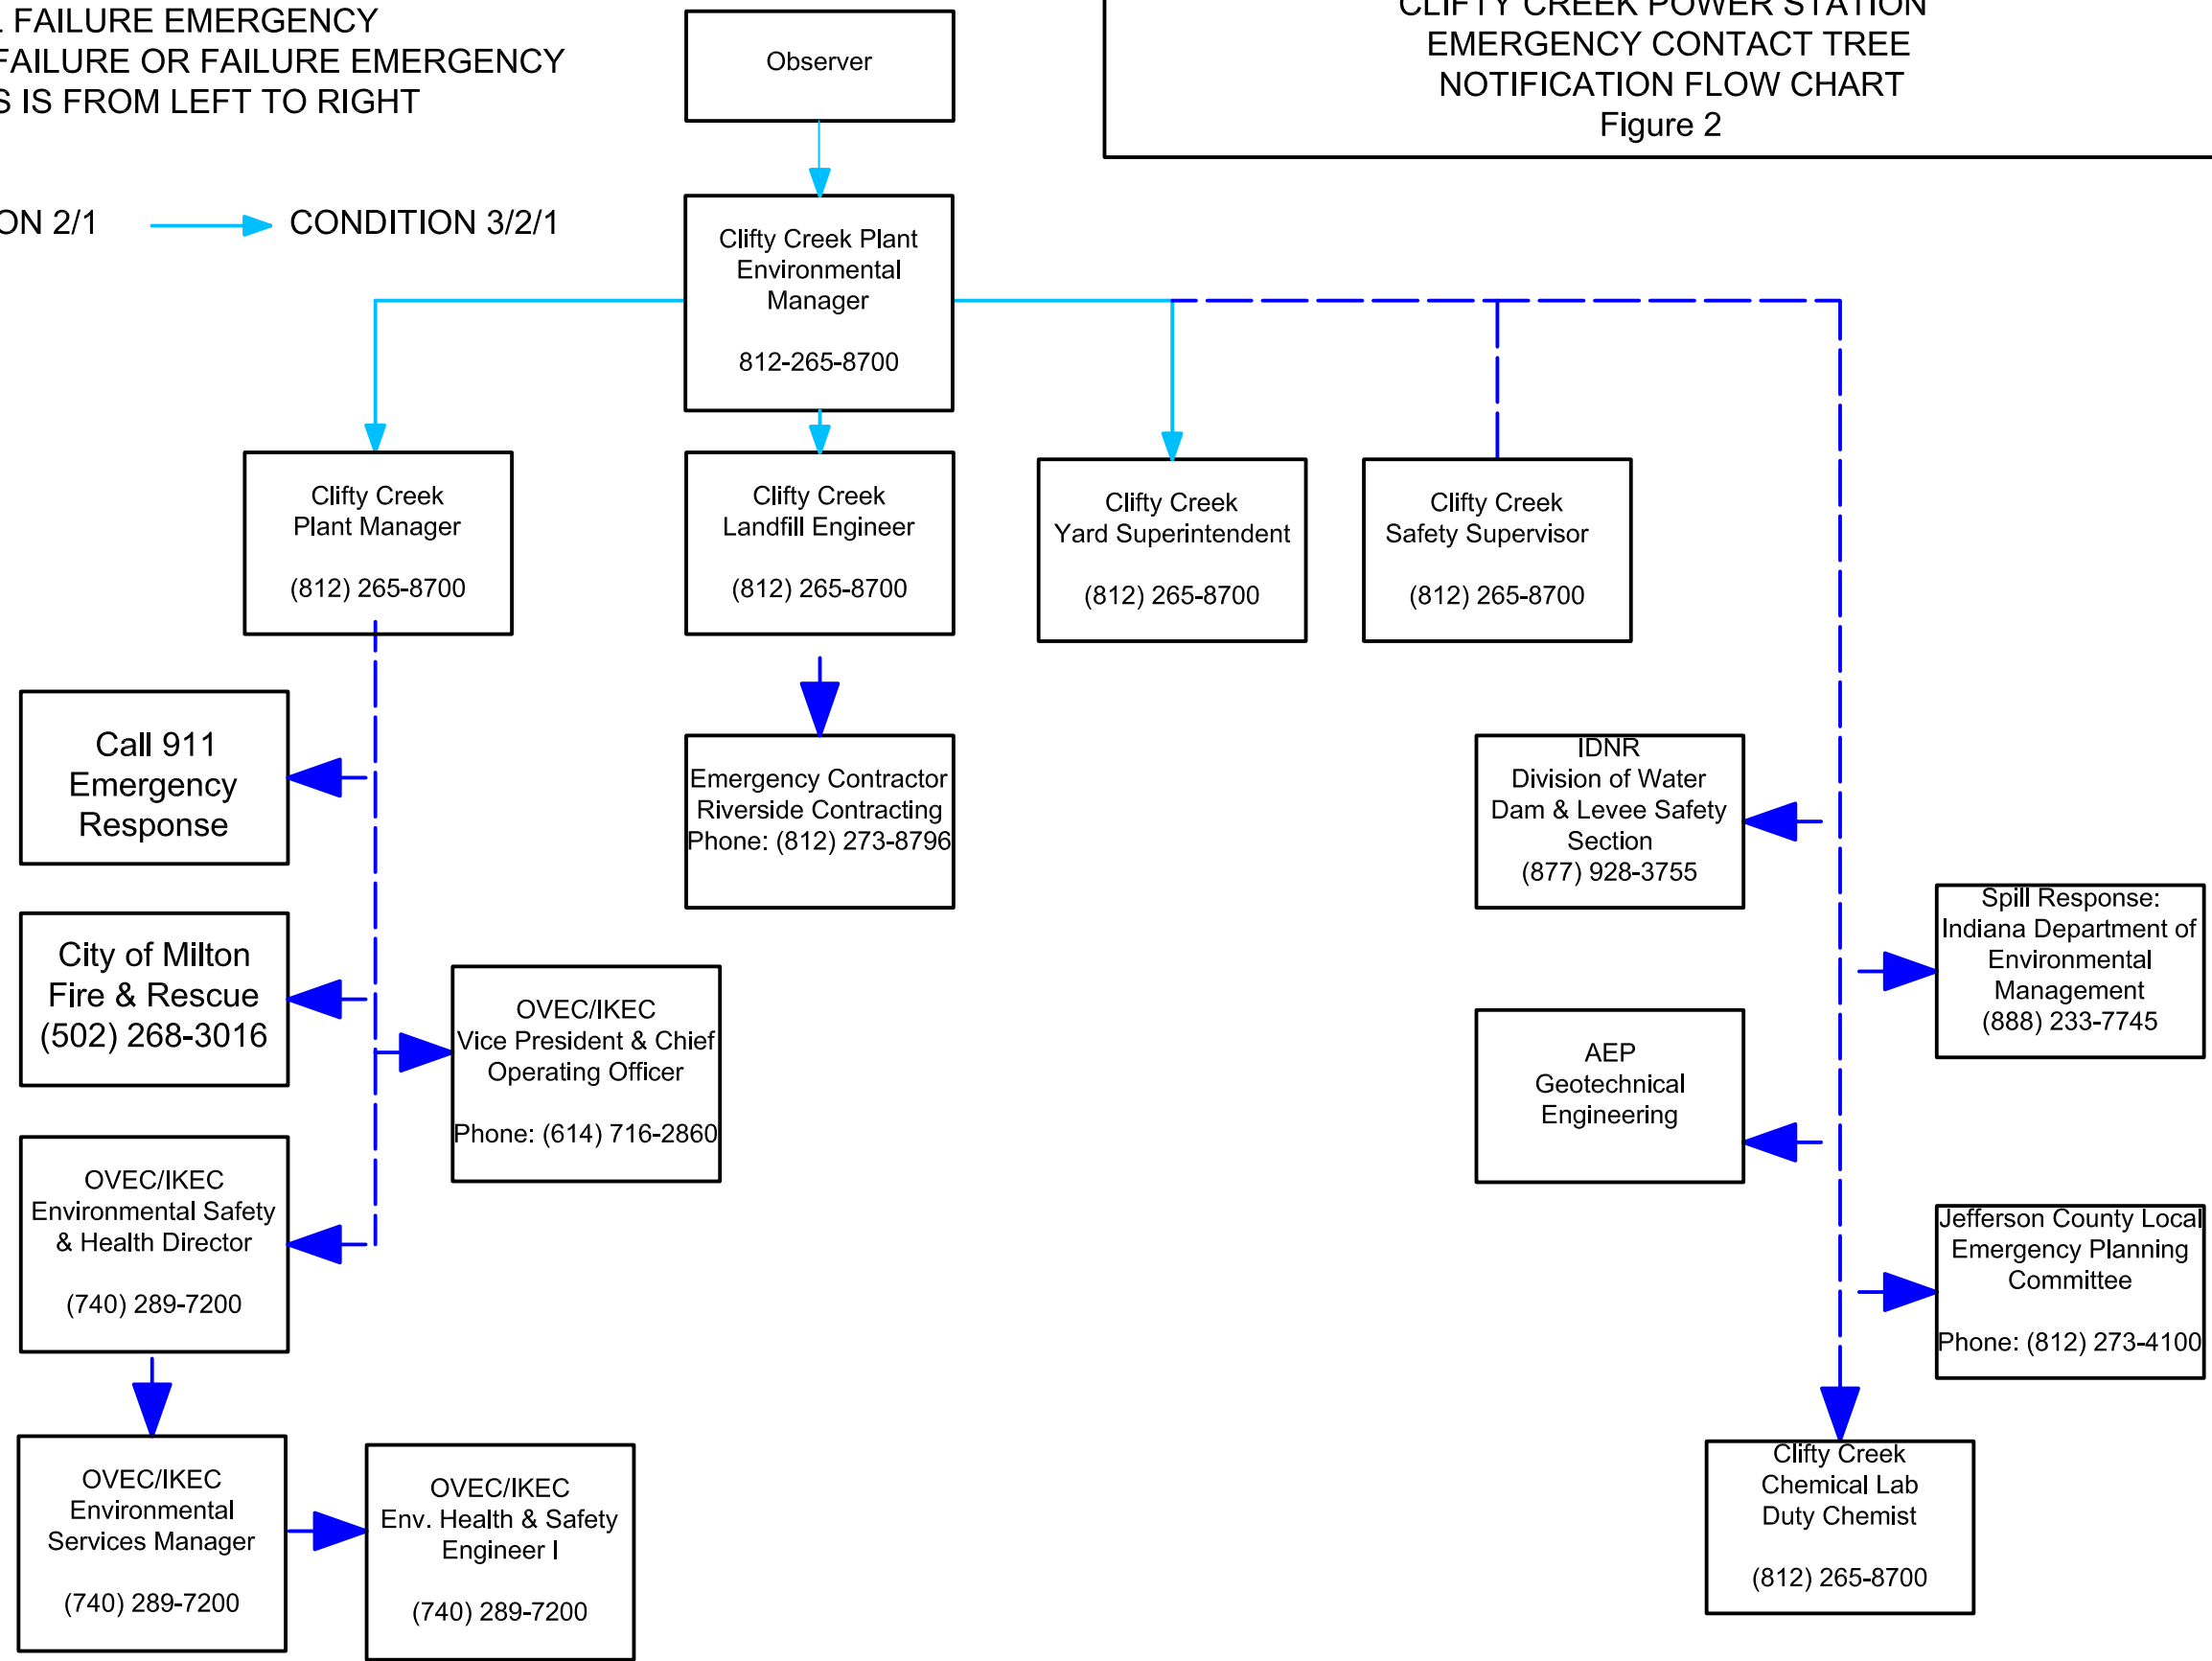 FAILURE EMERGENCY
FAILURE OR FAILURE EMERGENCY
IS FROM LEFT TO RIGHT
CLIFTY CREEK POWER STATION
EMERGENCY CONTACT TREE
NOTIFICATION FLOW CHART
Figure 2
Observer
ON 2/1
CONDITION 3/2/1
Clifty Creek Plant
Environmental
Manager
812-265-8700
Clifty Creek
Plant Manager
(812) 265-8700
Clifty Creek
Landfill Engineer
(812) 265-8700
Clifty Creek
Yard Superintendent
(812) 265-8700
Clifty Creek
Safety Supervisor
(812) 265-8700
Call 911
Emergency
Response
Emergency Contractor
Riverside Contracting
Phone: (812) 273-8796
IDNR
Division of Water
Dam & Levee Safety
Section
(877) 928-3755
Spill Response:
Indiana Department of
Environmental
Management
(888) 233-7745
City of Milton
Fire & Rescue
(502) 268-3016
OVEC/IKEC
Vice President & Chief
Operating Officer
Phone: (614) 716-2860
AEP
Geotechnical
Engineering
OVEC/IKEC
Environmental Safety
& Health Director
(740) 289-7200
Jefferson County Local
Emergency Planning
Committee
Phone: (812) 273-4100
OVEC/IKEC
Environmental
Services Manager
(740) 289-7200
OVEC/IKEC
Env. Health & Safety
Engineer I
(740) 289-7200
Clifty Creek
Chemical Lab
Duty Chemist
(812) 265-8700